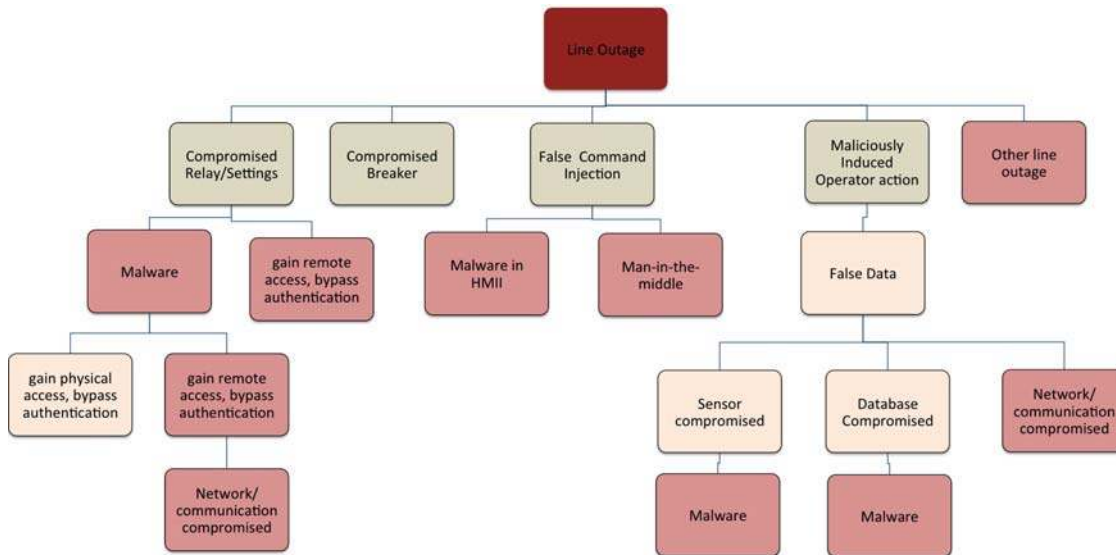 Line Outage
Compromised
Relay/Settings
Compromised
Breaker
False Command
Injection
Maliciously
Induced
Operator action
Other line
outage
Malware
gain remote
access, bypass
authentication
Malware in
HMII
Man-in-the-
middle
False Data
gain physical
access, bypass
authentication
gain remote
access, bypass
authentication
Sensor
compromised
Database
Compromised
Network/
communication
compromised
Network/
communication
compromised
Malware
Malware